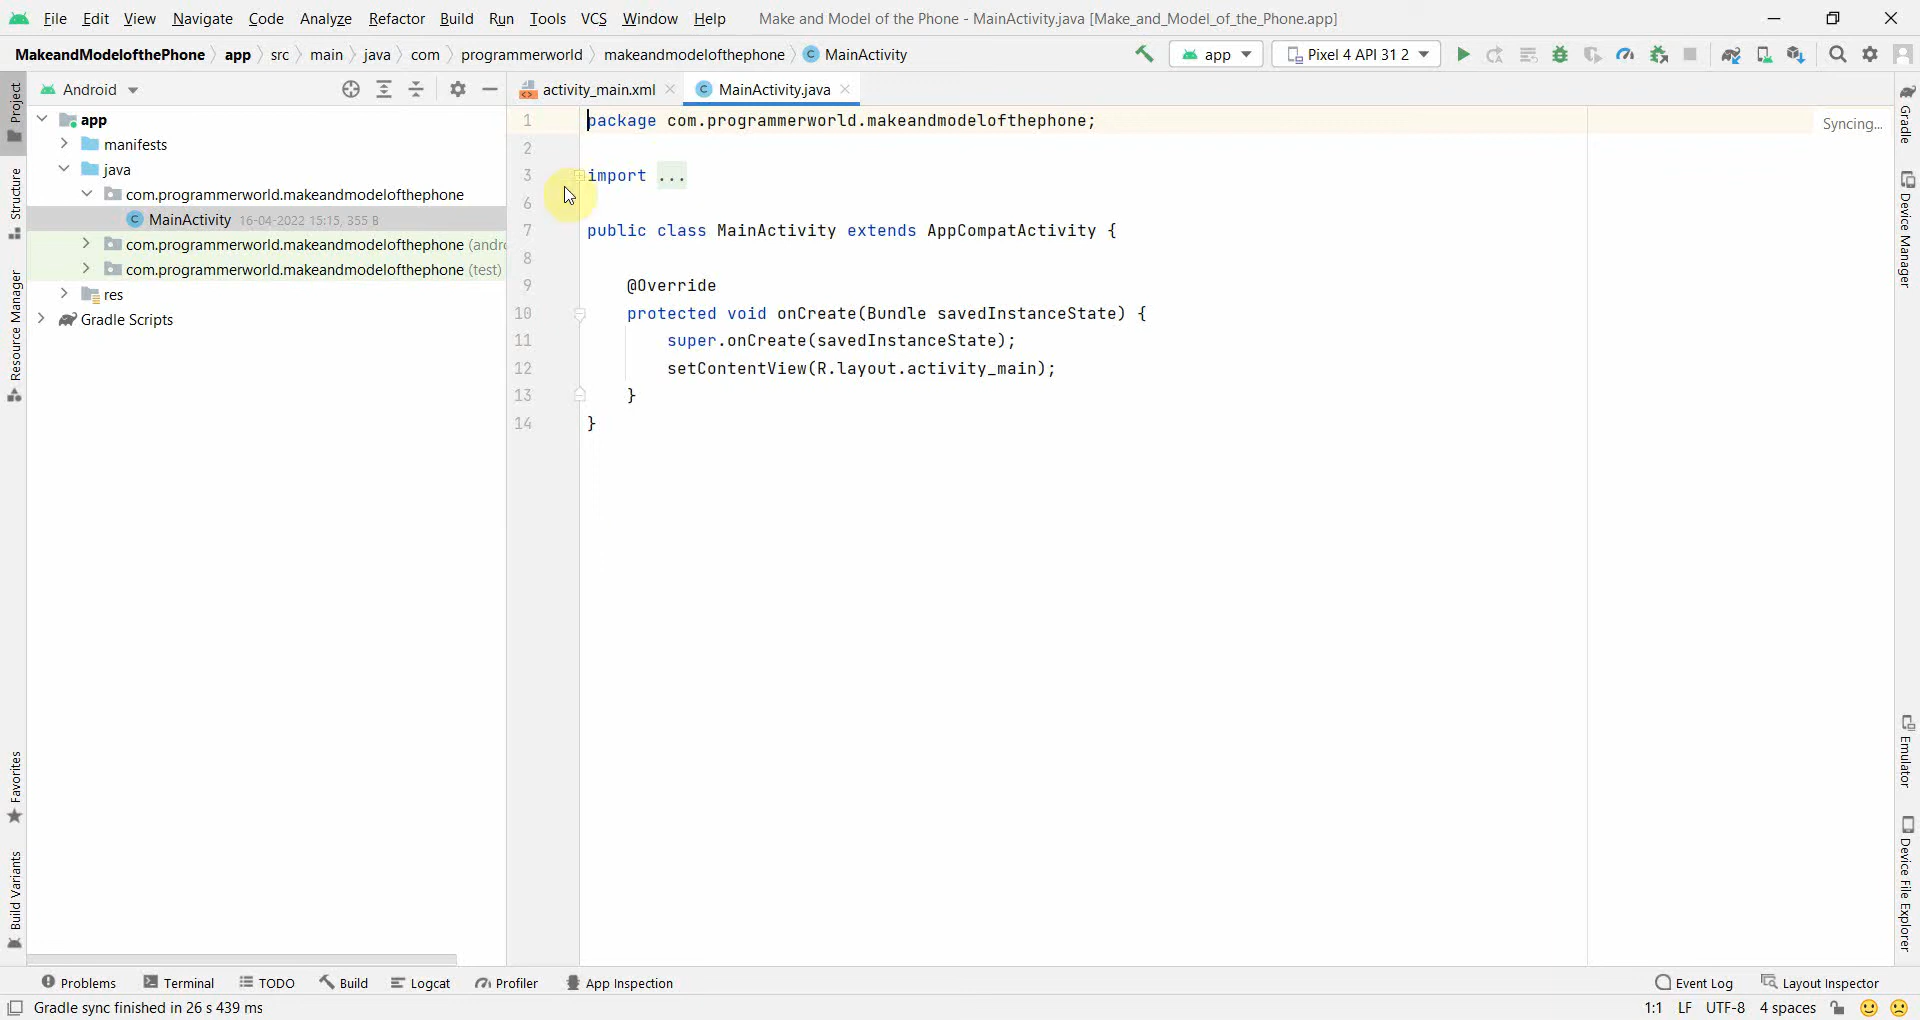 File Edit View Navigate Code Analyze Refactor Build Run Tools VCS Window Help Make and Model of the Phone - MainActivity.java [Make_and_Model_of_the_Phone.app]
MakeandModelofthePhone app src main java com programmerworld makeandmodelofthephone MainActivity app Pixel 4 API 31 2
Android
activity_main.xml
MainActivity.java
Project
Structure
Resource Manager
Favorites
Build Variants
app
manifests
java
com.programmerworld.makeandmodelofthephone
MainActivity 16-04-2022 15:15, 355 B
com.programmerworld.makeandmodelofthephone (andr
com.programmerworld.makeandmodelofthephone (test)
res
Gradle Scripts
1 package com.programmerworld.makeandmodelofthephone;
2
3 import ...
6
7 public class MainActivity extends AppCompatActivity {
8
9 @Override
10 protected void onCreate(Bundle savedInstanceState) {
11 super.onCreate(savedInstanceState);
12 setContentView(R.layout.activity_main);
13 }
14 }
Syncing...
Gradle
Device Manager
Emulator
Device File Explorer
Problems Terminal TODO Build Logcat Profiler App Inspection Event Log Layout Inspector
Gradle sync finished in 26 s 439 ms 1:1 LF UTF-8 4 spaces